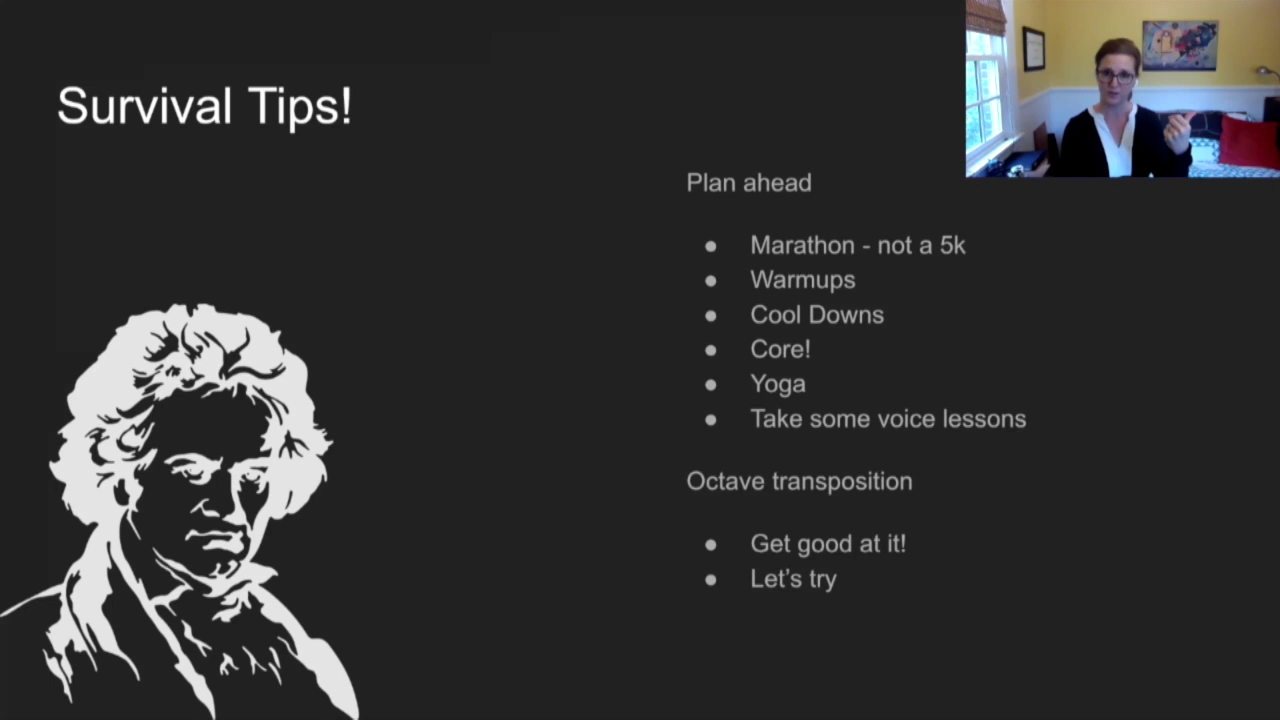 Survival Tips!
Plan ahead
● Marathon - not a 5k
● Warmups
● Cool Downs
● Core!
● Yoga
● Take some voice lessons
Octave transposition
● Get good at it!
● Let's try